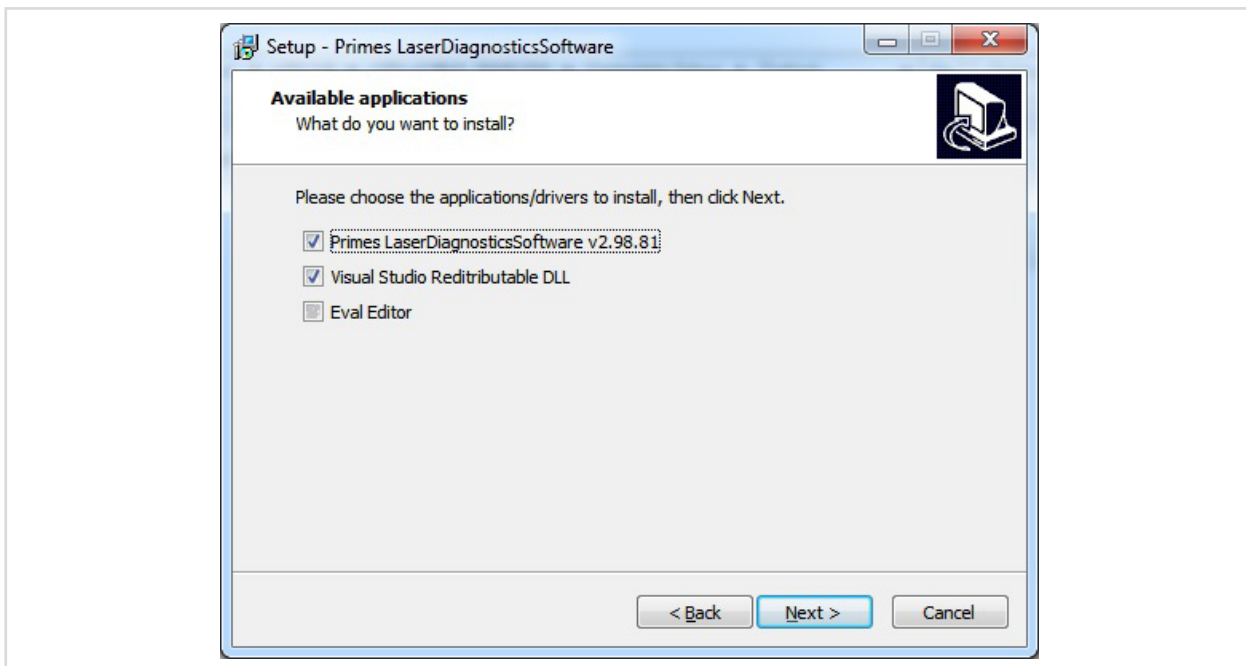 Setup - Primes LaserDiagnosticsSoftware
Available applications
What do you want to install?
Please choose the applications/drivers to install, then click Next.
Primes LaserDiagnosticsSoftware v2.98.81
Visual Studio Reditributable DLL
Eval Editor
< Back Next > Cancel